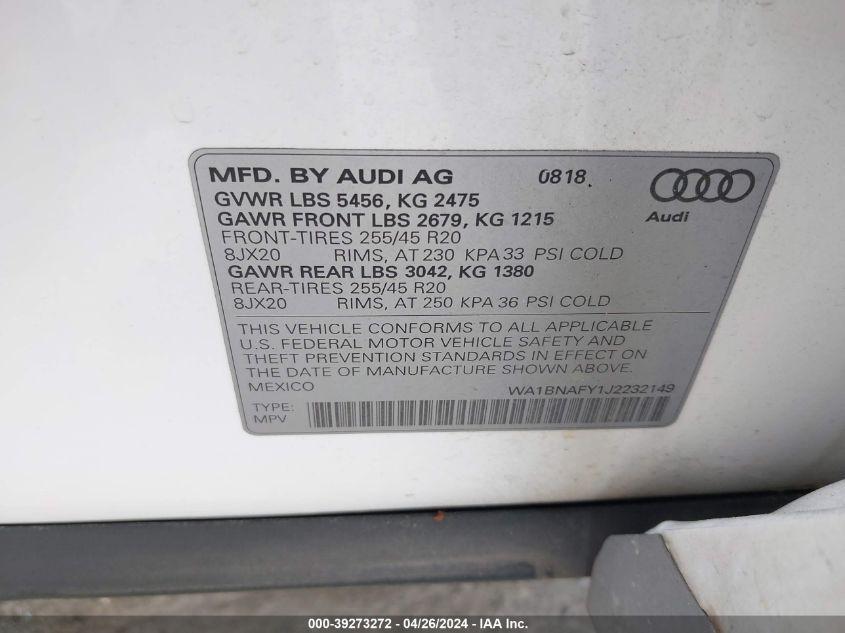 MFD. BY AUDI AG 0818
GVWR LBS 5456, KG 2475
GAWR FRONT LBS 2679, KG 1215
FRONT-TIRES 255/45 R20
8JX20 RIMS, AT 230 KPA 33 PSI COLD
GAWR REAR LBS 3042, KG 1380
REAR-TIRES 255/45 R20
8JX20 RIMS, AT 250 KPA 36 PSI COLD
Audi
THIS VEHICLE CONFORMS TO ALL APPLICABLE
U.S. FEDERAL MOTOR VEHICLE SAFETY AND
THEFT PREVENTION STANDARDS IN EFFECT ON
THE DATE OF MANUFACTURE SHOWN ABOVE.
MEXICO WA1BNAFY1J2232149
TYPE:
MPV
000-39273272 - 04/26/2024 - IAA Inc.